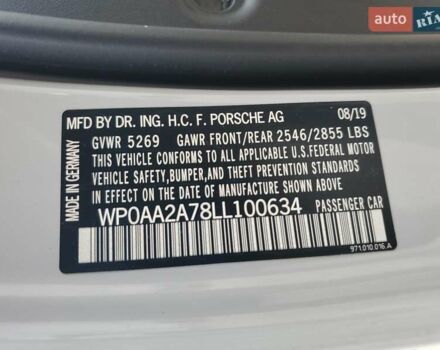 RIA
MFD BY DR. ING. H.C. F. PORSCHE AG 08/19
GVWR 5269 GAWR FRONT/REAR 2546/2855 LBS
THIS VEHICLE CONFORMS TO ALL APPLICABLE U.S.FEDERAL MOTOR
VEHICLE SAFETY,BUMPER,AND THEFT PREVENTION STANDARDS
IN EFFECT ON THE DATE OF MANUFACTURE SHOWN ABOVE.
WP0AA2A78LL100634 PASSENGER CAR
971.010.016.A
MADE IN GERMANY